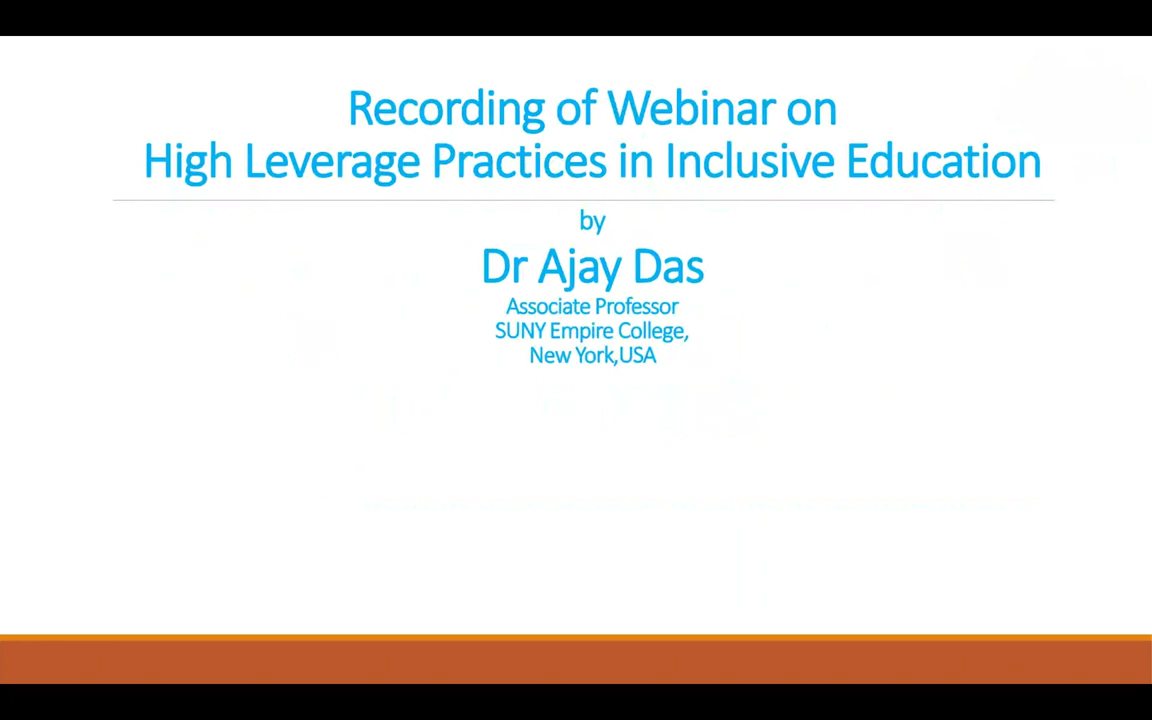 Recording of Webinar on
High Leverage Practices in Inclusive Education
by
Dr Ajay Das
Associate Professor
SUNY Empire College,
New York,USA